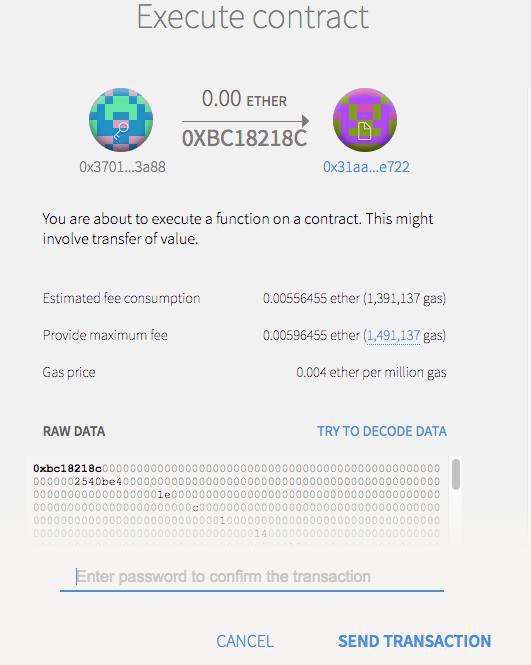 Execute contract
0.00 ETHER
0XBC18218C
0x3701...3a88
0x31aa...e722
You are about to execute a function on a contract. This might
involve transfer of value.
Estimated fee consumption 0.00556455 ether (1,391,137 gas)
Provide maximum fee 0.00596455 ether (1,491,137 gas)
Gas price 0.004 ether per million gas
RAW DATA TRY TO DECODE DATA
Enter password to confirm the transaction
CANCEL SEND TRANSACTION